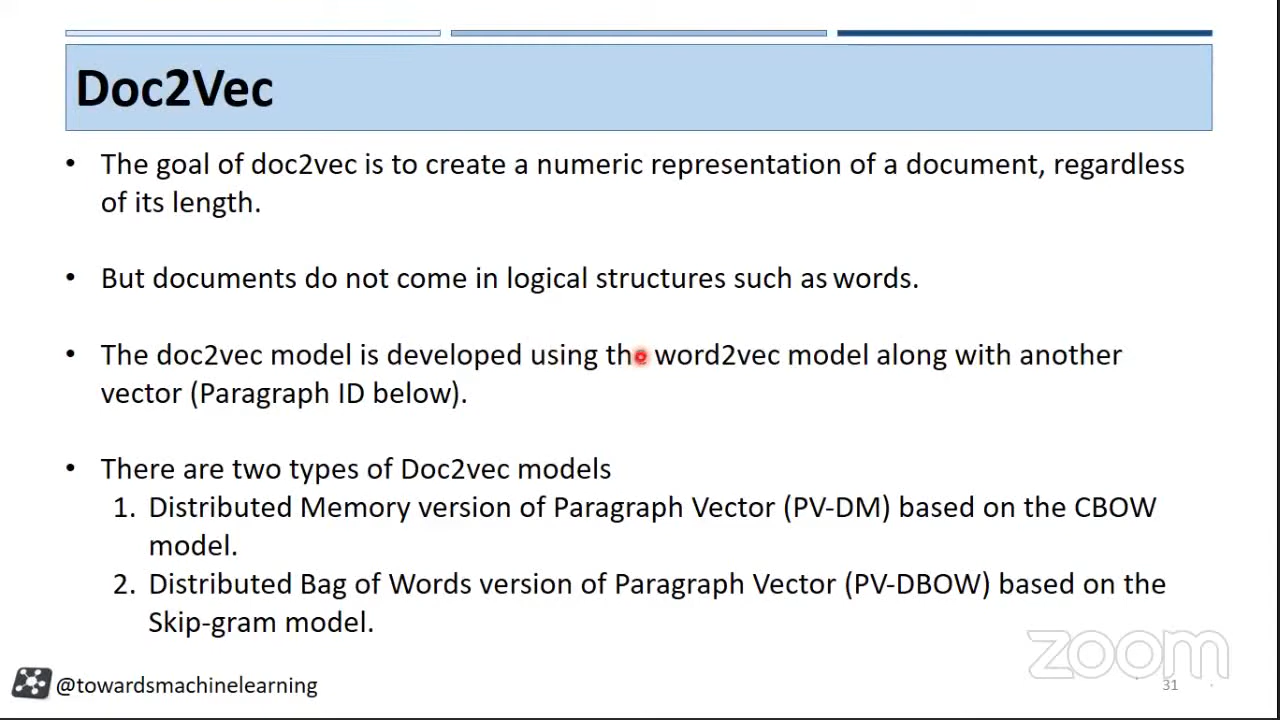 Doc2Vec
• The goal of doc2vec is to create a numeric representation of a document, regardless
of its length.
• But documents do not come in logical structures such as words.
• The doc2vec model is developed using the word2vec model along with another
vector (Paragraph ID below).
• There are two types of Doc2vec models
1. Distributed Memory version of Paragraph Vector (PV-DM) based on the CBOW
model.
2. Distributed Bag of Words version of Paragraph Vector (PV-DBOW) based on the
Skip-gram model.
zoom
@towardsmachinelearning
31